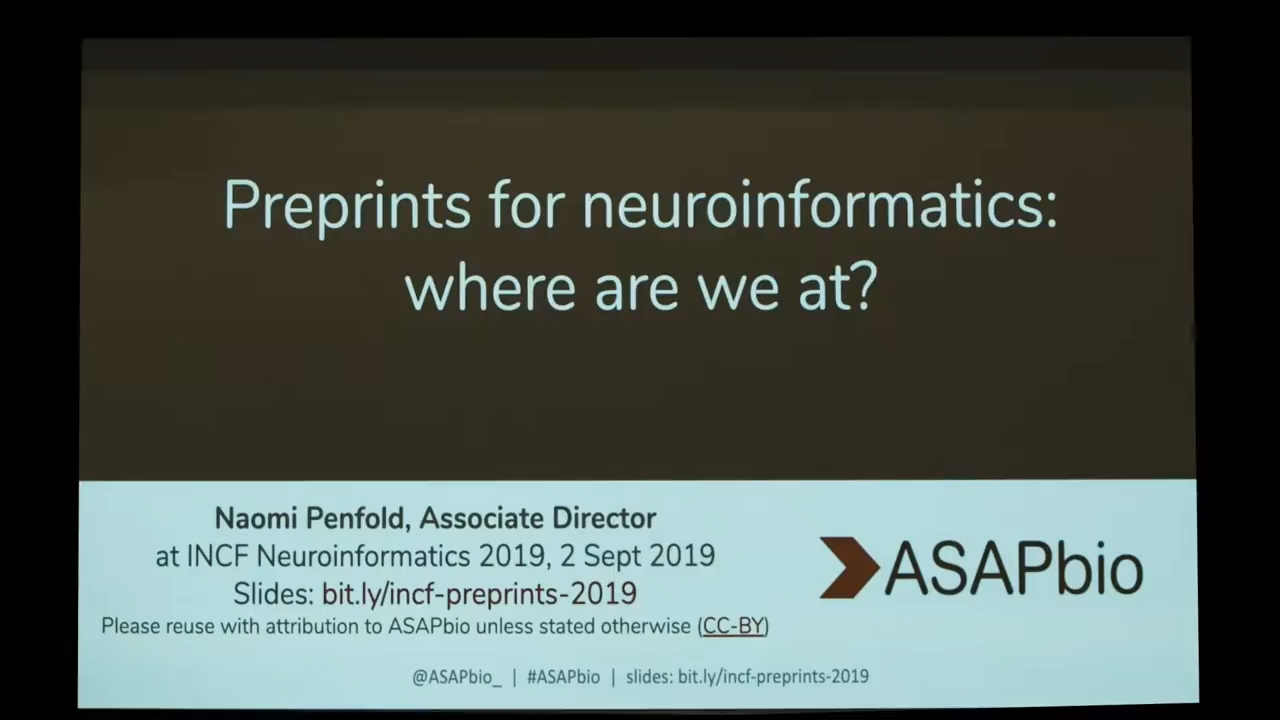 Preprints for neuroinformatics:
where are we at?
Naomi Penfold, Associate Director
at INCF Neuroinformatics 2019, 2 Sept 2019
Slides: bit.ly/incf-preprints-2019
Please reuse with attribution to ASAPbio unless stated otherwise (CC-BY)
ASAPbio
@ASAPbio_ | #ASAPbio | slides: bit.ly/incf-preprints-2019